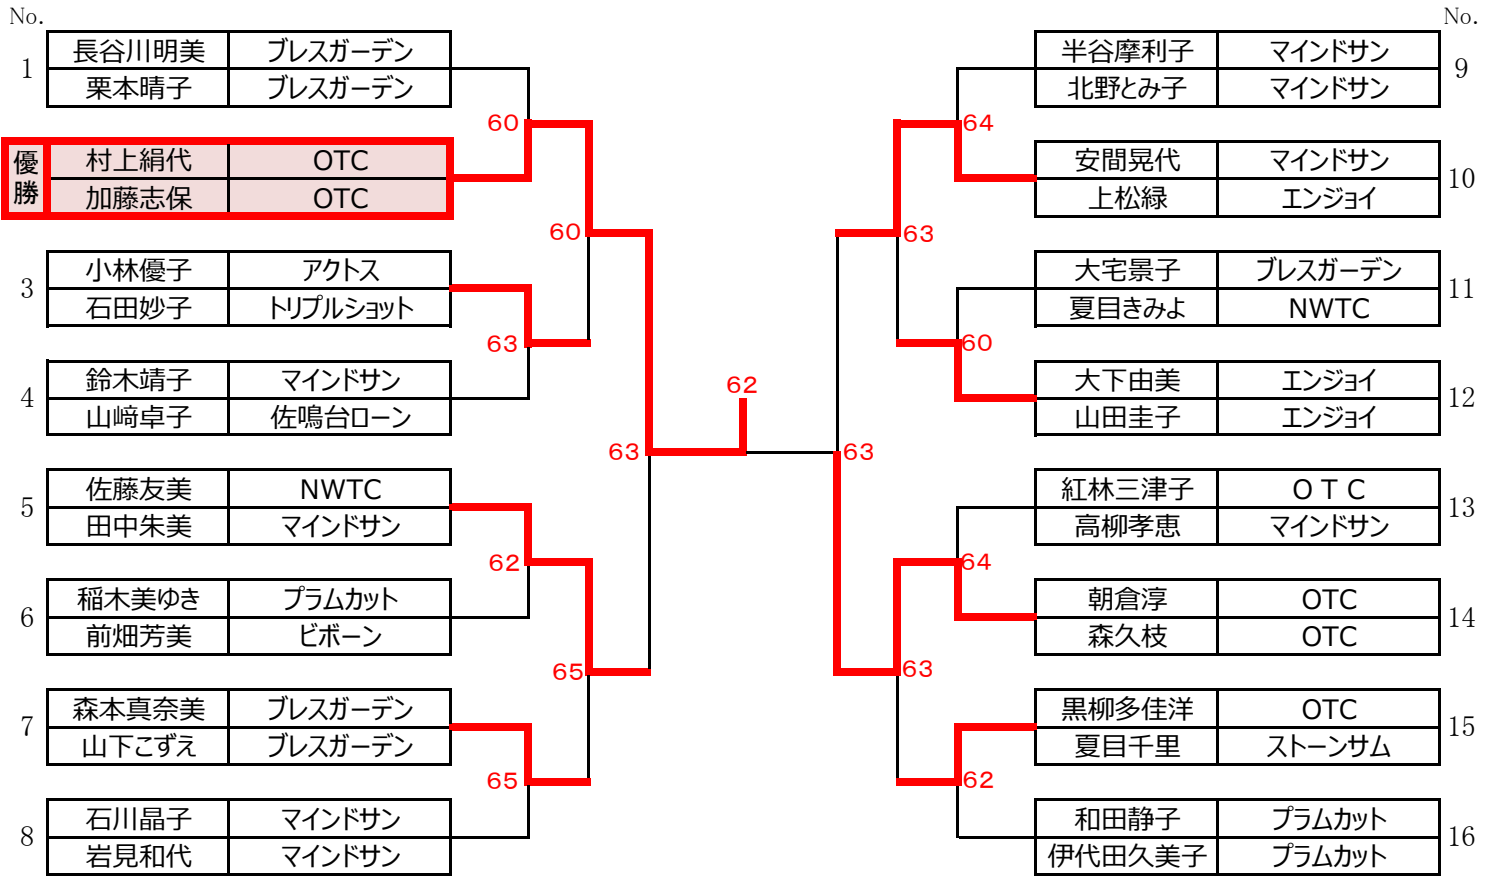 No.
1 長谷川明美 ブレスガーデン
栗本晴子 ブレスガーデン
60
優勝 村上絹代 OTC
加藤志保 OTC
60
3 小林優子 アクトス
石田妙子 トリプルショット
63
4 鈴木靖子 マインドサン
山﨑卓子 佐鳴台ローン
63
5 佐藤友美 NWTC
田中朱美 マインドサン
62
6 稲木美ゆき プラムカット
前畑芳美 ビボーン
65
7 森本真奈美 ブレスガーデン
山下こずえ ブレスガーデン
65
8 石川晶子 マインドサン
岩見和代 マインドサン
62
No.
半谷摩利子 マインドサン 9
北野とみ子 マインドサン
64
安間晃代 マインドサン 10
上松緑 エンジョイ
63
大宅景子 ブレスガーデン 11
夏目きみよ NWTC
60
大下由美 エンジョイ 12
山田圭子 エンジョイ
63
紅林三津子 O T C 13
高柳孝恵 マインドサン
64
朝倉淳 OTC 14
森久枝 OTC
63
黒柳多佳洋 OTC 15
夏目千里 ストーンサム
62
和田静子 プラムカット 16
伊代田久美子 プラムカット